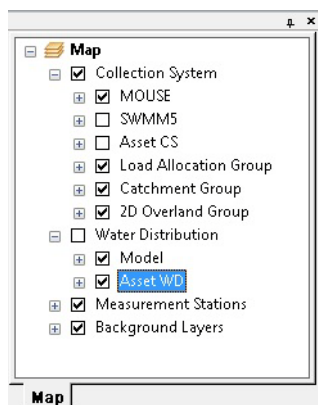 Map
Collection System
MOUSE
SWMM5
Asset CS
Load Allocation Group
Catchment Group
2D Overland Group
Water Distribution
Model
Asset WD
Measurement Stations
Background Layers
Map